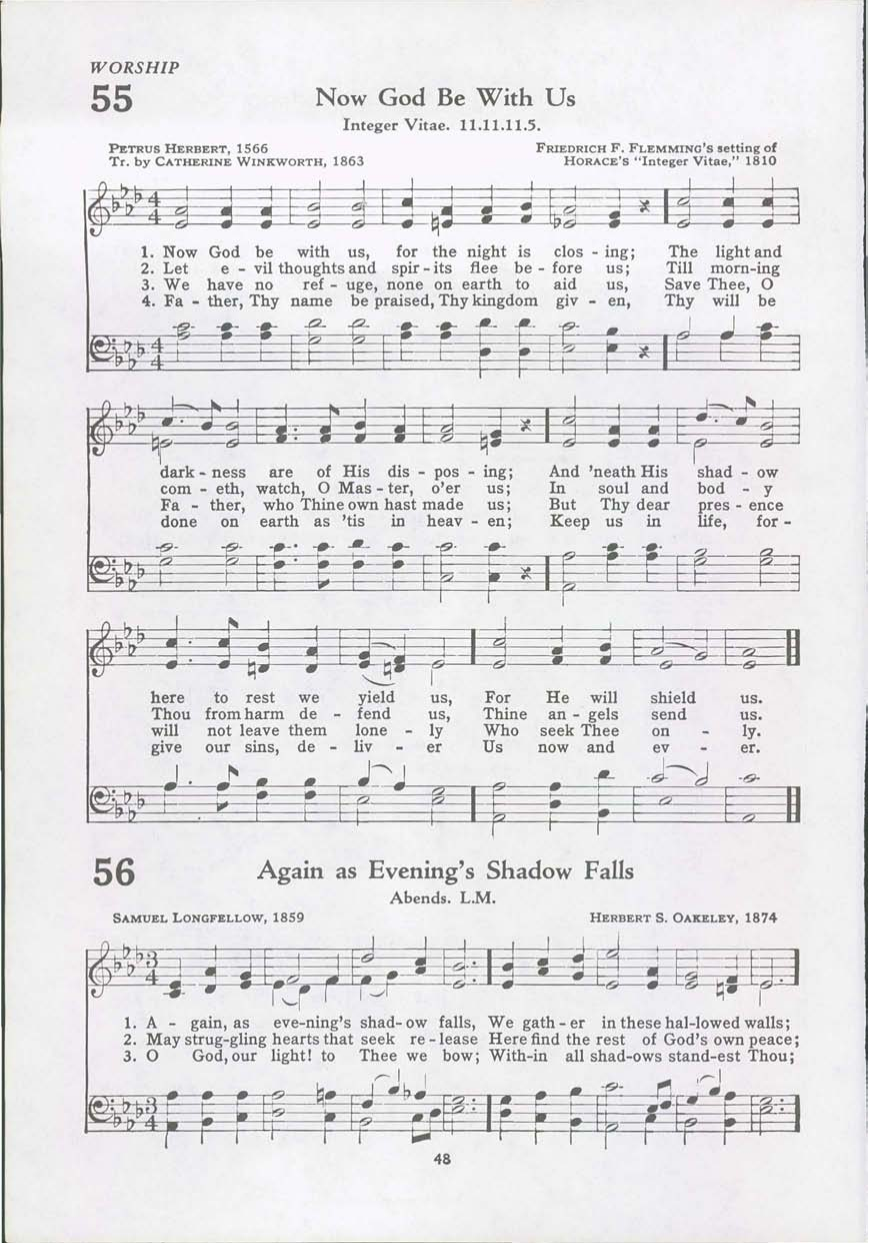 WORSHIP
55
Now God Be With Us
Integer Vitae. 11.11.11.5.
PETRUS HERBERT, 1566
Tr. by CATHERINE WINKWORTH, 1863
FRIEDRICH F. FLEMMING'S setting of
HORACE'S "Integer Vitae," 1810
1. Now God be with us, for the night is clos - ing; The light and
2. Let e - vil thoughts and spir - its flee be - fore us; Till morn-ing
3. We have no ref - uge, none on earth to aid us, Save Thee, O
4. Fa - ther, Thy name be praised, Thy kingdom giv - en, Thy will be
dark - ness are of His dis - pos - ing; And 'neath His shad - ow
com - eth, watch, O Mas - ter, o'er us; In soul and bod - y
Fa - ther, who Thine own hast made us; But Thy dear pres - ence
done on earth as 'tis in heav - en; Keep us in life, for -
here to rest we yield us, For He will shield us.
Thou from harm de - fend us, Thine an - gels send us.
will not leave them lone - ly Who seek Thee on - ly.
give our sins, de - liv - er Us now and ev - er.
56
Again as Evening's Shadow Falls
Abends. L.M.
SAMUEL LONGFELLOW, 1859
HERBERT S. OAKELEY, 1874
1. A - gain, as eve-ning's shad- ow falls, We gath - er in these hal-lowed walls;
2. May strug-gling hearts that seek re - lease Here find the rest of God's own peace;
3. O God, our light! to Thee we bow; With-in all shad-ows stand-est Thou;
48